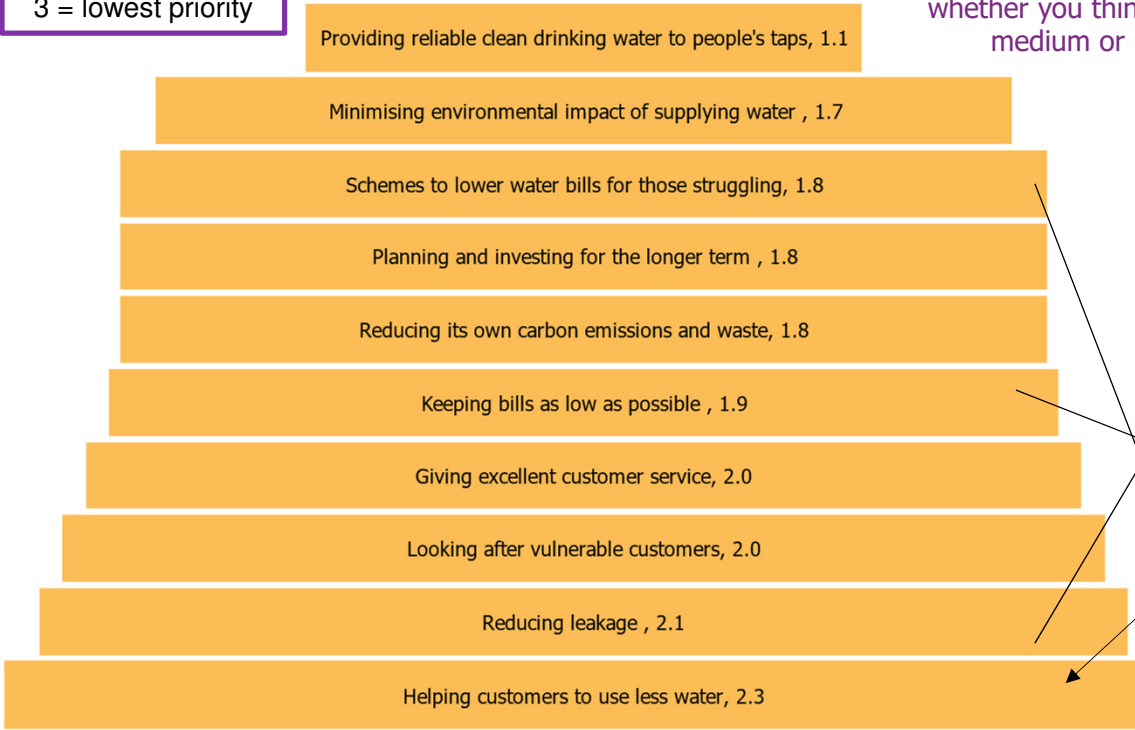 3 = lowest priority
whether you thin
medium or
Providing reliable clean drinking water to people's taps, 1.1
Minimising environmental impact of supplying water , 1.7
Schemes to lower water bills for those struggling, 1.8
Planning and investing for the longer term , 1.8
Reducing its own carbon emissions and waste, 1.8
Keeping bills as low as possible , 1.9
Giving excellent customer service, 2.0
Looking after vulnerable customers, 2.0
Reducing leakage , 2.1
Helping customers to use less water, 2.3